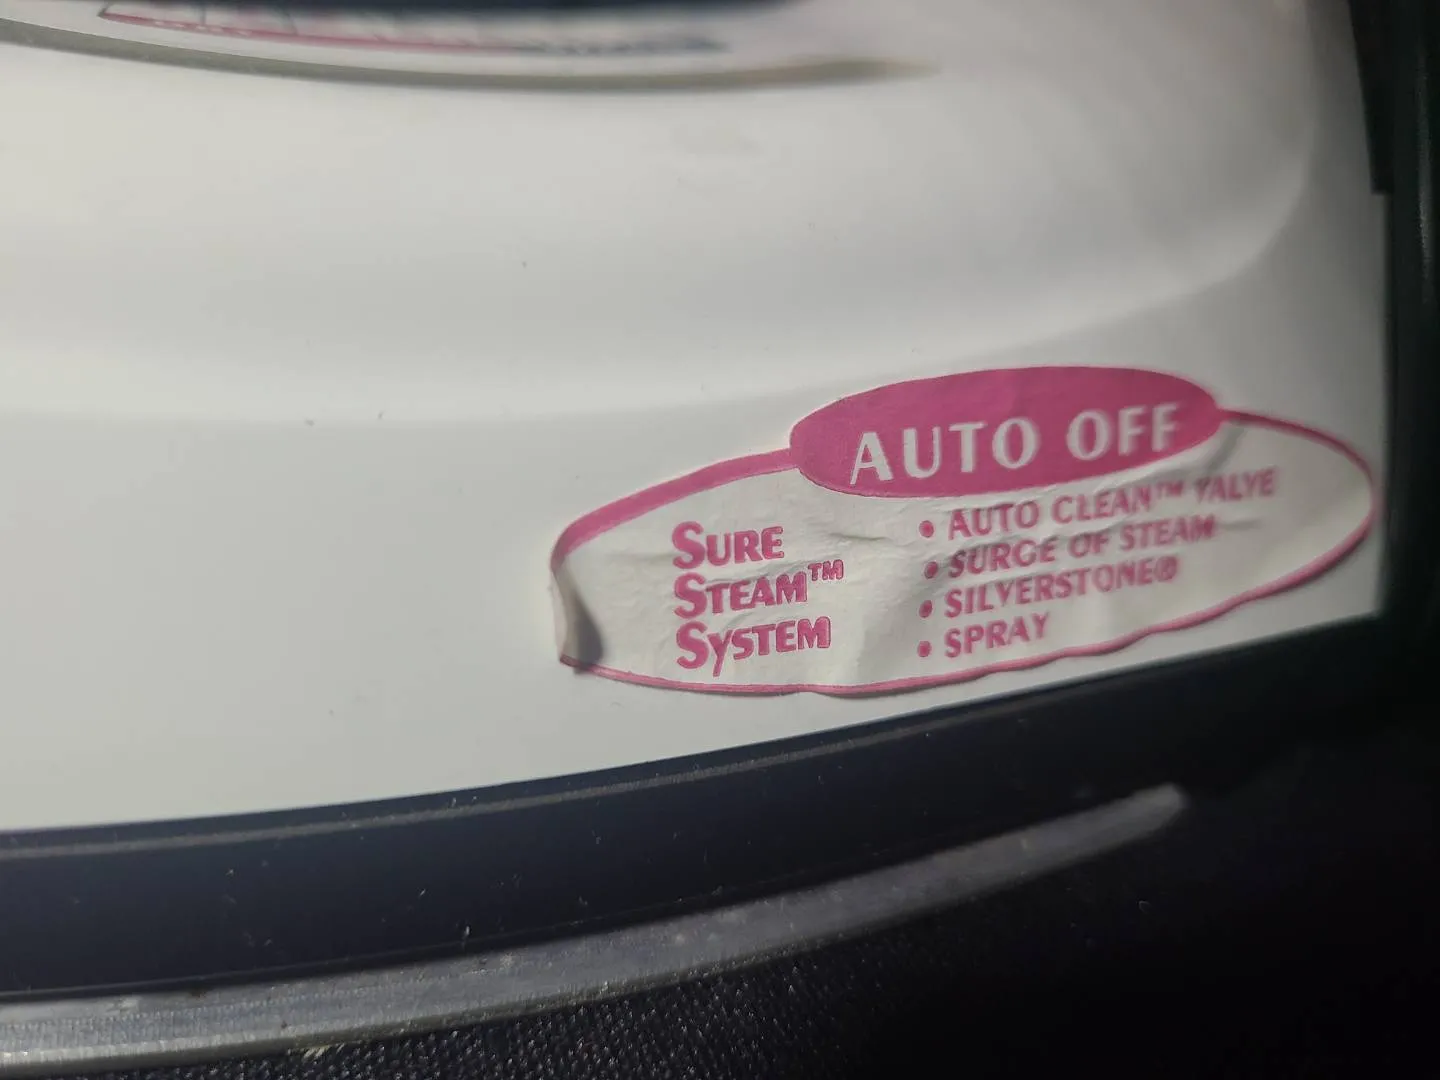 AUTO OFF
SURE
STEAM™
SYSTEM
• AUTO CLEAN™ VALVE
• SURGE OF STEAM
• SILVERSTONE®
• SPRAY